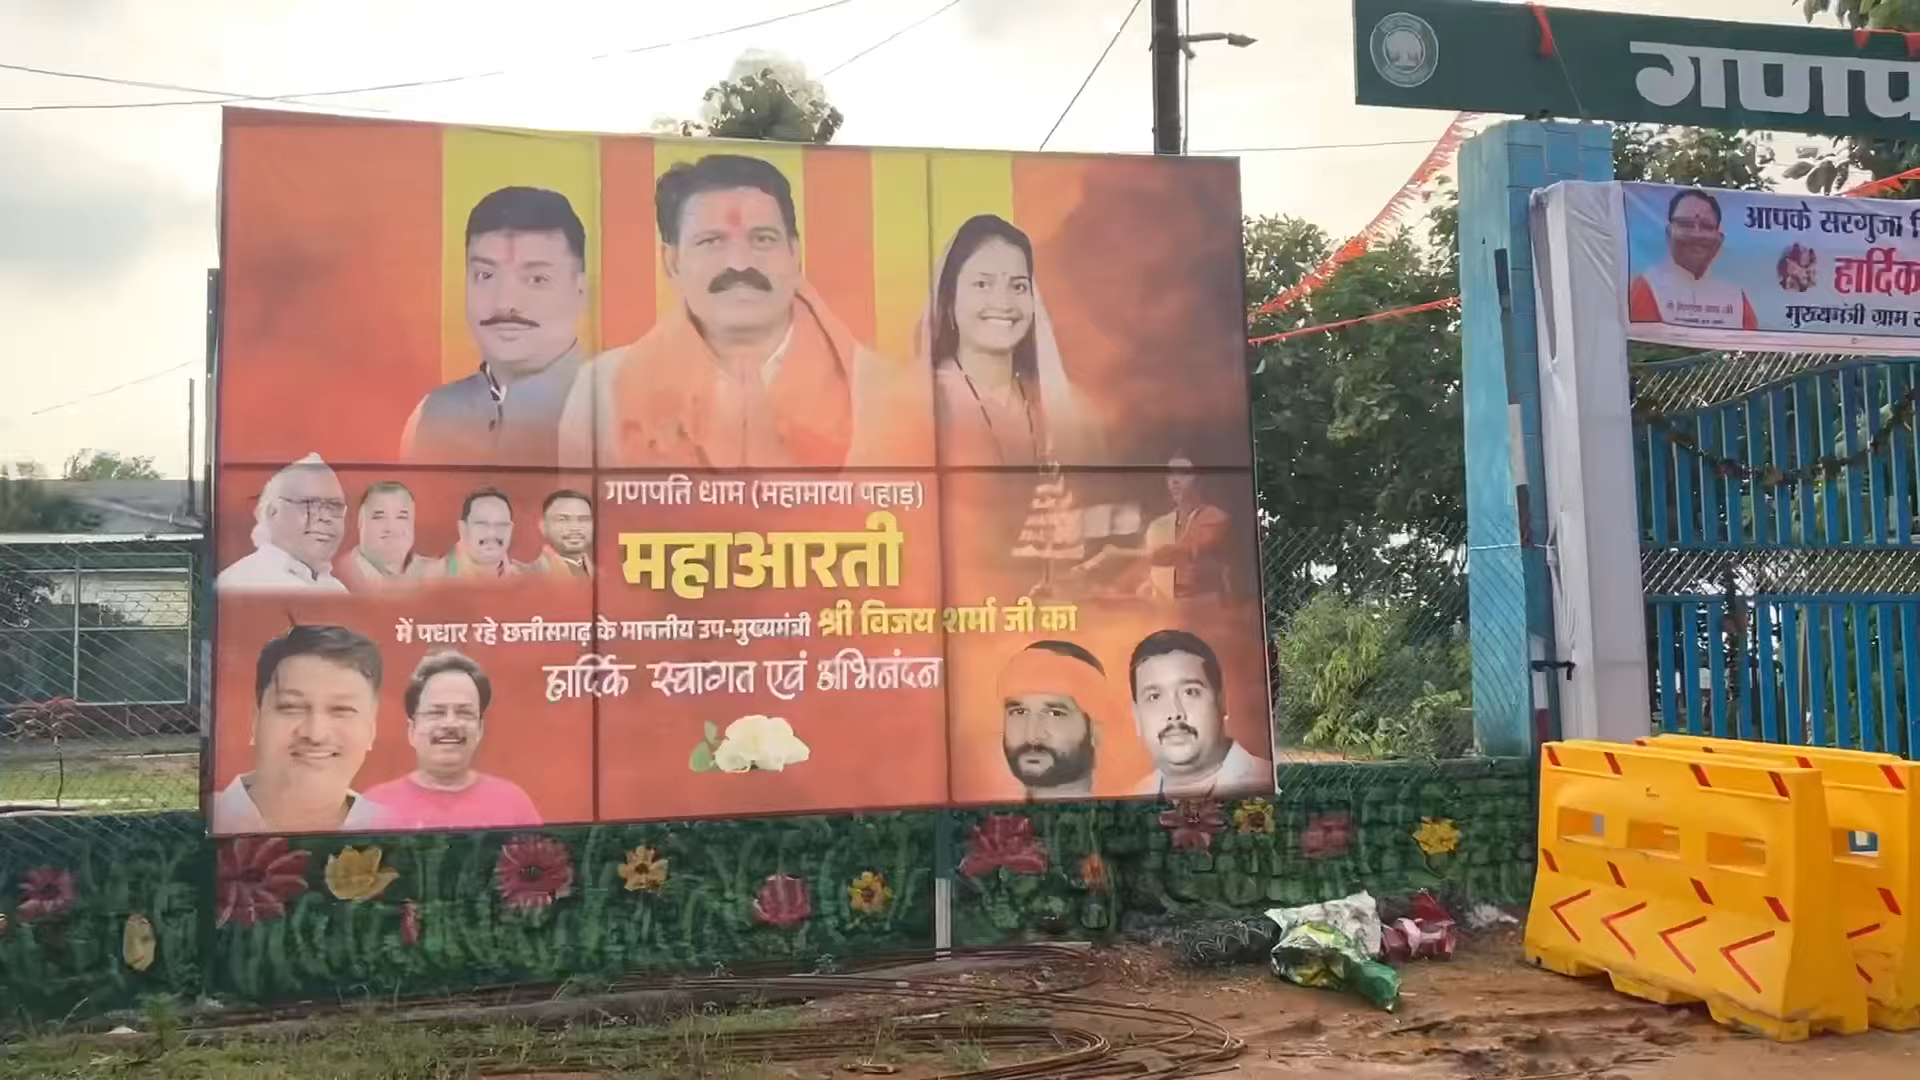 गणपति धाम (महामाया पहाड़)
महाआरती
में पधार रहे छत्तीसगढ़ के माननीय उप-मुख्यमंत्री श्री विजय शर्मा जी का
हार्दिक स्वागत एवं अभिनंदन
गणप
आपके सरगुजा
हार्दिक
मुख्यमंत्री ग्राम